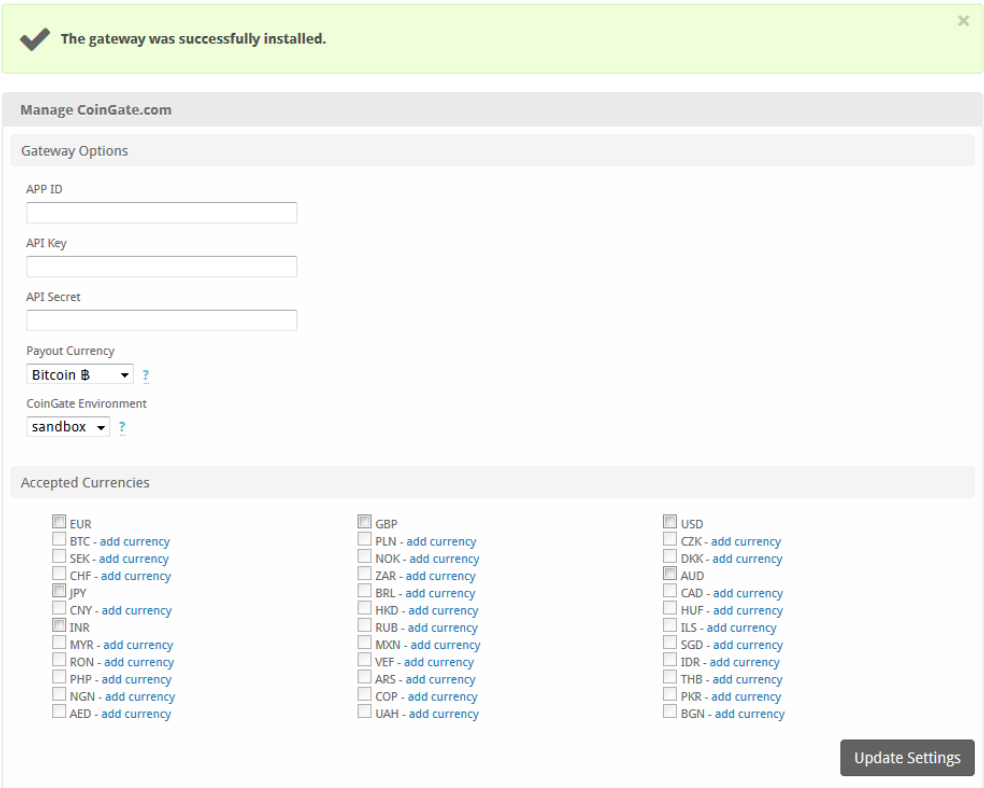 The gateway was successfully installed.
×
Manage CoinGate.com
Gateway Options
APP ID
API Key
API Secret
Payout Currency
Bitcoin ฿ ?
CoinGate Environment
sandbox ?
Accepted Currencies
EUR GBP USD
BTC - add currency PLN - add currency CZK - add currency
SEK - add currency NOK - add currency DKK - add currency
CHF - add currency ZAR - add currency AUD
JPY BRL - add currency CAD - add currency
CNY - add currency HKD - add currency HUF - add currency
INR RUB - add currency ILS - add currency
MYR - add currency MXN - add currency SGD - add currency
RON - add currency VEF - add currency IDR - add currency
PHP - add currency ARS - add currency THB - add currency
NGN - add currency COP - add currency PKR - add currency
AED - add currency UAH - add currency BGN - add currency
Update Settings